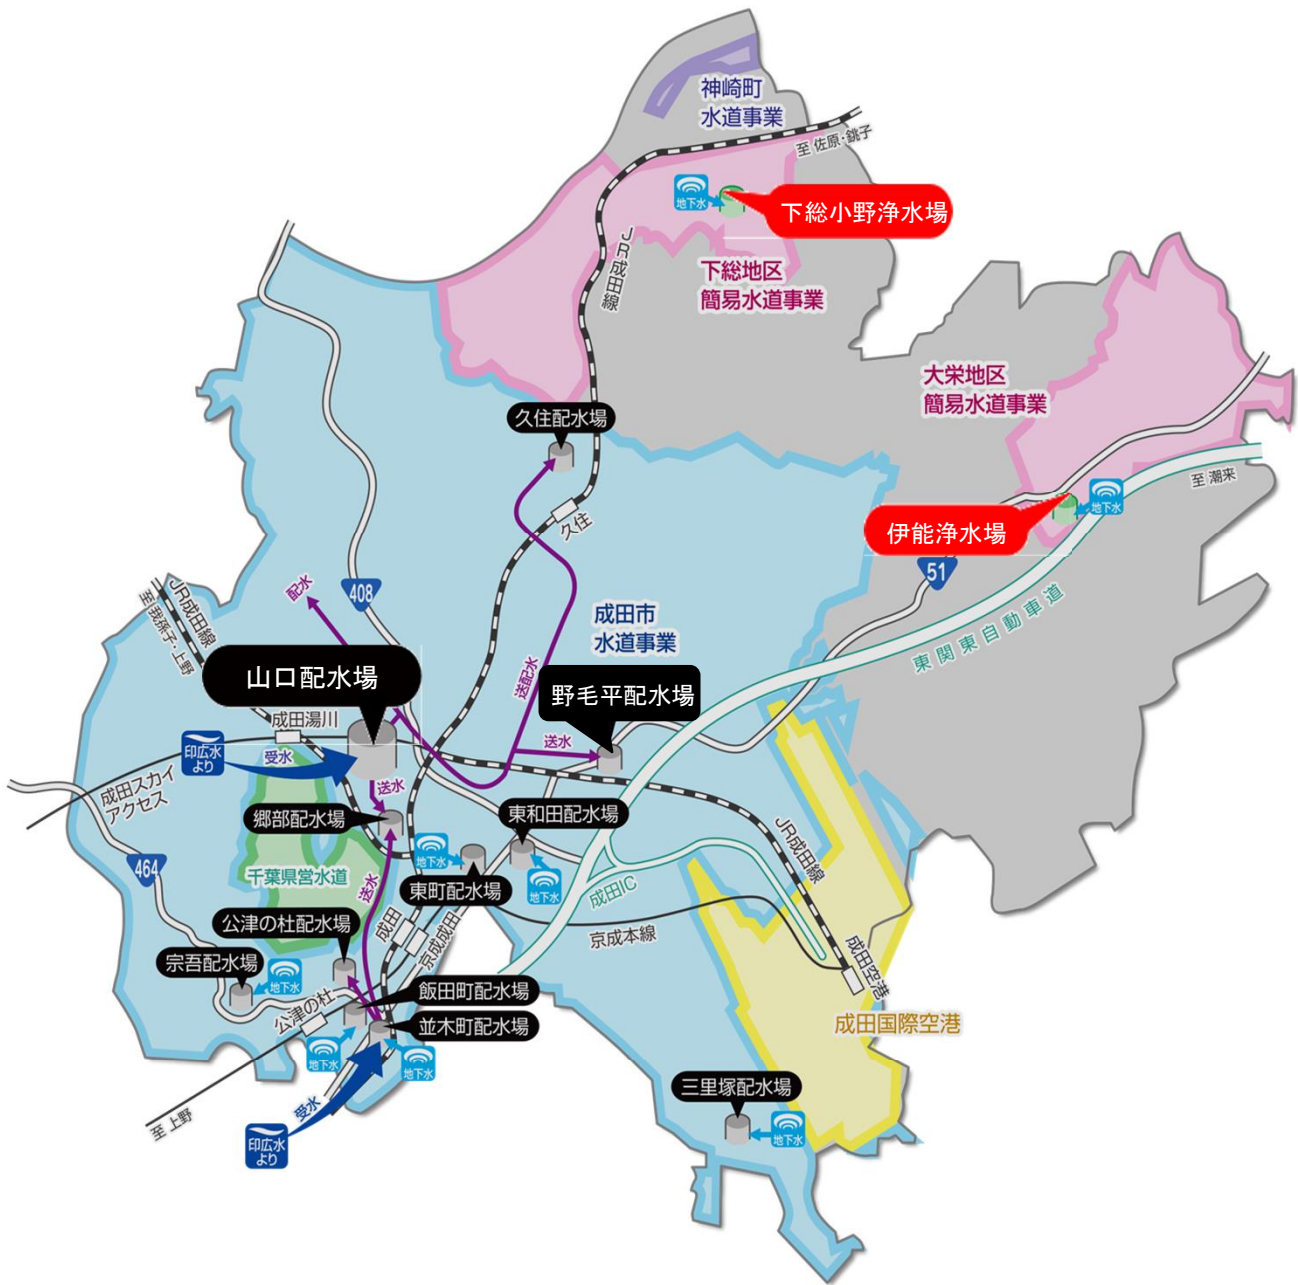 神崎町
水道事業
至 佐原・銚子
地下水
下総小野浄水場
JR成田線
下総地区
簡易水道事業
大栄地区
簡易水道事業
久住配水場
至 潮来
地下水
伊能浄水場
久住
51
配水
408
成田市
水道事業
東関東自動車道
JR成田線
至 我孫子・上野
山口配水場
送配水
野毛平配水場
成田湯川
印広水
より
受水
送水
送水
成田スカイ
アクセス
郷部配水場
東和田配水場
JR成田線
地下水
464
千葉県営水道
送水
東町配水場
地下水
成田IC
公津の杜配水場
成田
京成成田
京成本線
宗吾配水場
地下水
成田空港
飯田町配水場
公津の杜
並木町配水場
成田国際空港
地下水
地下水
三里塚配水場
受水
至 上野
地下水
印広水
より